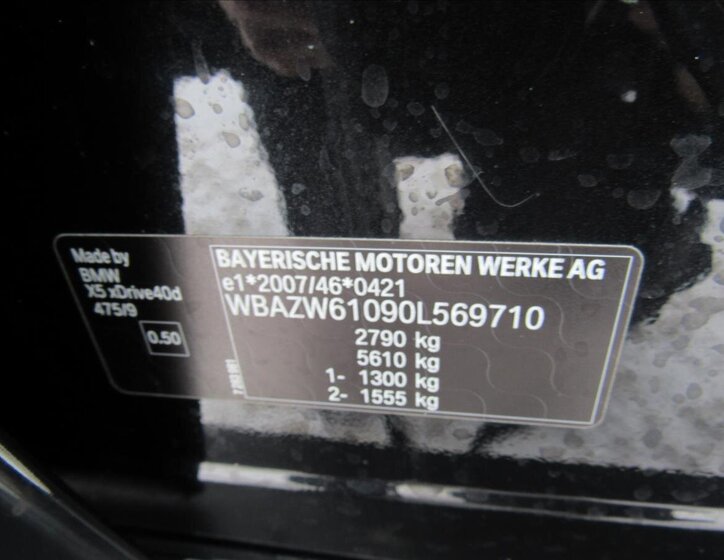 Made by
BMW
X5 xDrive40d
475/9
0.50
BAYERISCHE MOTOREN WERKE AG
e1*2007/46*0421
WBAZW61090L569710
2790 kg
5610 kg
1- 1300 kg
2- 1555 kg